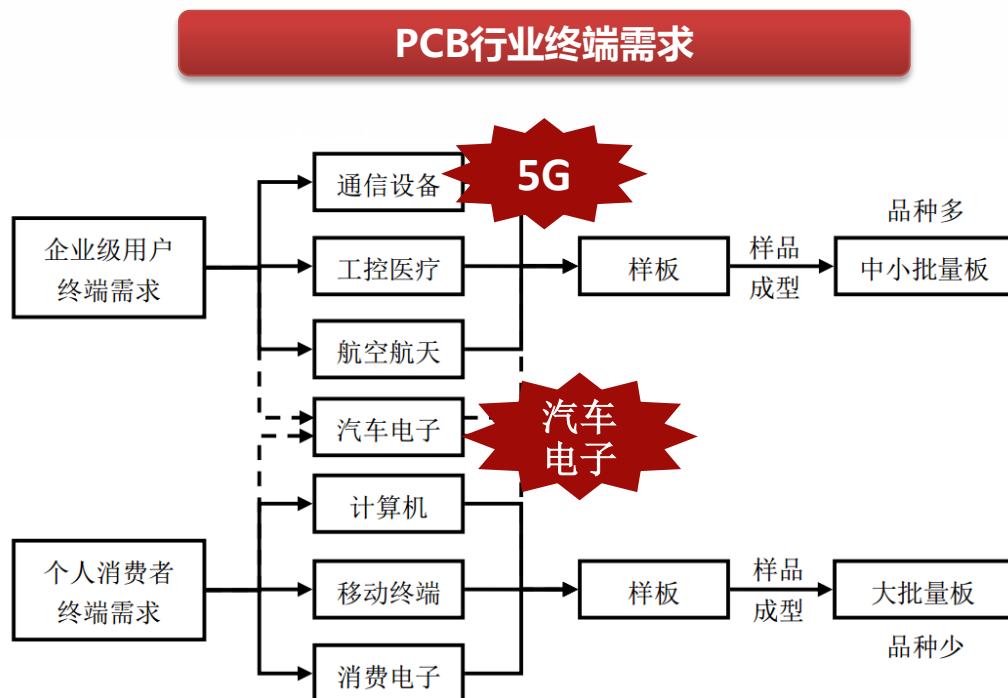 PCB行业终端需求
通信设备
5G
企业级用户
终端需求
工控医疗
样板
样品
成型
品种多
中小批量板
航空航天
汽车电子
汽车
电子
计算机
个人消费者
终端需求
移动终端
样板
样品
成型
大批量板
品种少
消费电子